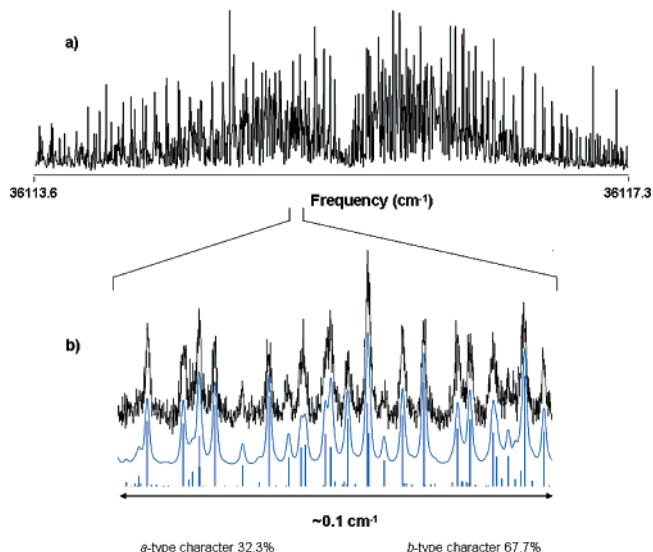 a)
36113.6
36117.3
Frequency (cm-1)
b)
~0.1 cm-1
a-type character 32.3%
b-type character 67.7%